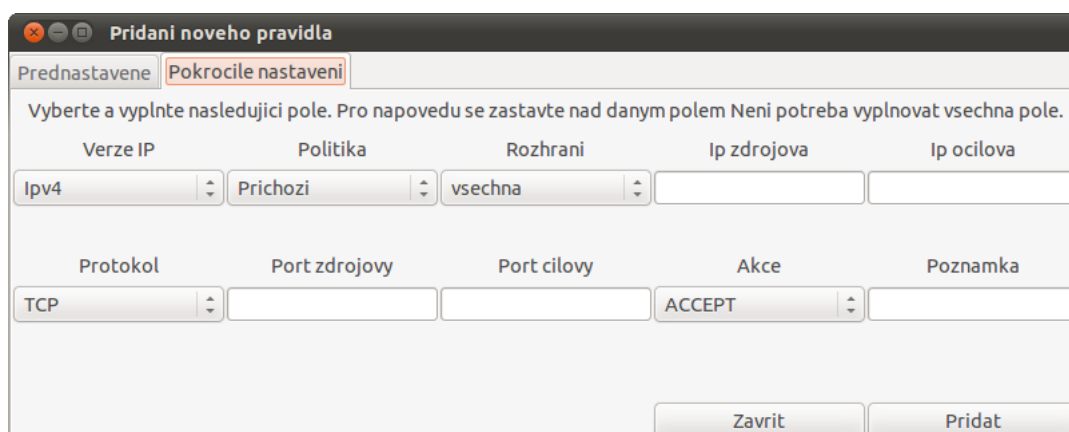 Pridani noveho pravidla
Prednastavene Pokrocile nastaveni
Vyberte a vyplnte nasledujici pole. Pro napovedu se zastavte nad danym polem Neni potreba vyplnovat vsechna pole.
Verze IP Politika Rozhrani Ip zdrojova Ip ocilova
Ipv4 Prichozi vsechna
Protokol Port zdrojovy Port cilovy Akce Poznamka
TCP ACCEPT
Zavrit Pridat